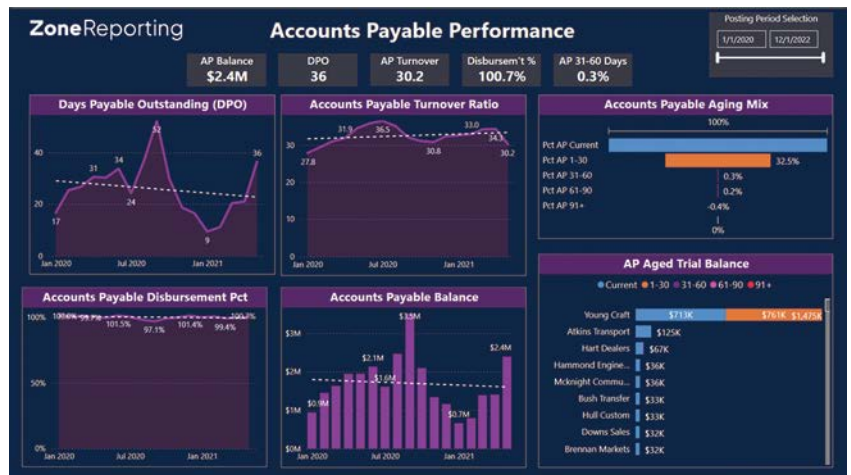 ZoneReporting
Accounts Payable Performance
Posting Period Selection
1/1/2020 12/1/2022
AP Balance
$2.4M
DPO
36
AP Turnover
30.2
Disbursem't %
100.7%
AP 31-60 Days
0.3%
Days Payable Outstanding (DPO)
40
20
0
17
31
34
24
52
9
36
Jan 2020 Jul 2020 Jan 2021
Accounts Payable Turnover Ratio
30
20
10
0
27.8
31.9
36.5
30.8
33.0
34.3
30.2
Jan 2020 Jul 2020 Jan 2021
Accounts Payable Aging Mix
100%
Pct AP Current
Pct AP 1-30 32.5%
Pct AP 31-60 0.3%
Pct AP 61-90 0.2%
Pct AP 91+ -0.4%
0%
Accounts Payable Disbursement Pct
100%
50%
0%
101.5%
97.1%
101.4%
99.4%
Jan 2020 Jul 2020 Jan 2021
Accounts Payable Balance
$3M
$2M
$1M
$0M
$0.9M
$2.1M
$1.6M
$3.9M
$0.7M
$2.4M
Jan 2020 Jul 2020 Jan 2021
AP Aged Trial Balance
Current 1-30 31-60 61-90 91+
Young Craft $713K $761K $1,475K
Atkins Transport $125K
Hart Dealers $67K
Hammond Engine... $36K
Mcknight Commu... $36K
Bush Transfer $33K
Hull Custom $33K
Downs Sales $32K
Brennan Markets $32K